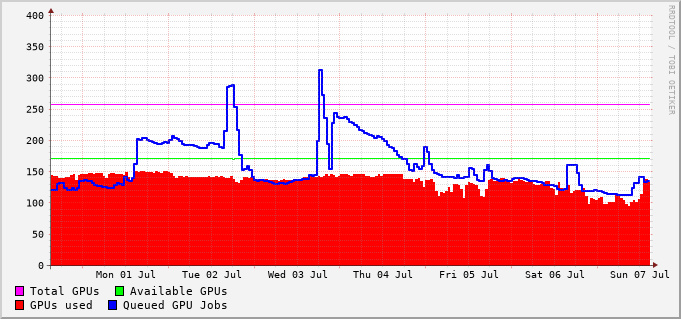 RRDTOOL / TOBI OETIKER
400
350
300
250
200
150
100
50
0
Mon 01 Jul Tue 02 Jul Wed 03 Jul Thu 04 Jul Fri 05 Jul Sat 06 Jul Sun 07 Jul
Total GPUs Available GPUs
GPUs used Queued GPU Jobs